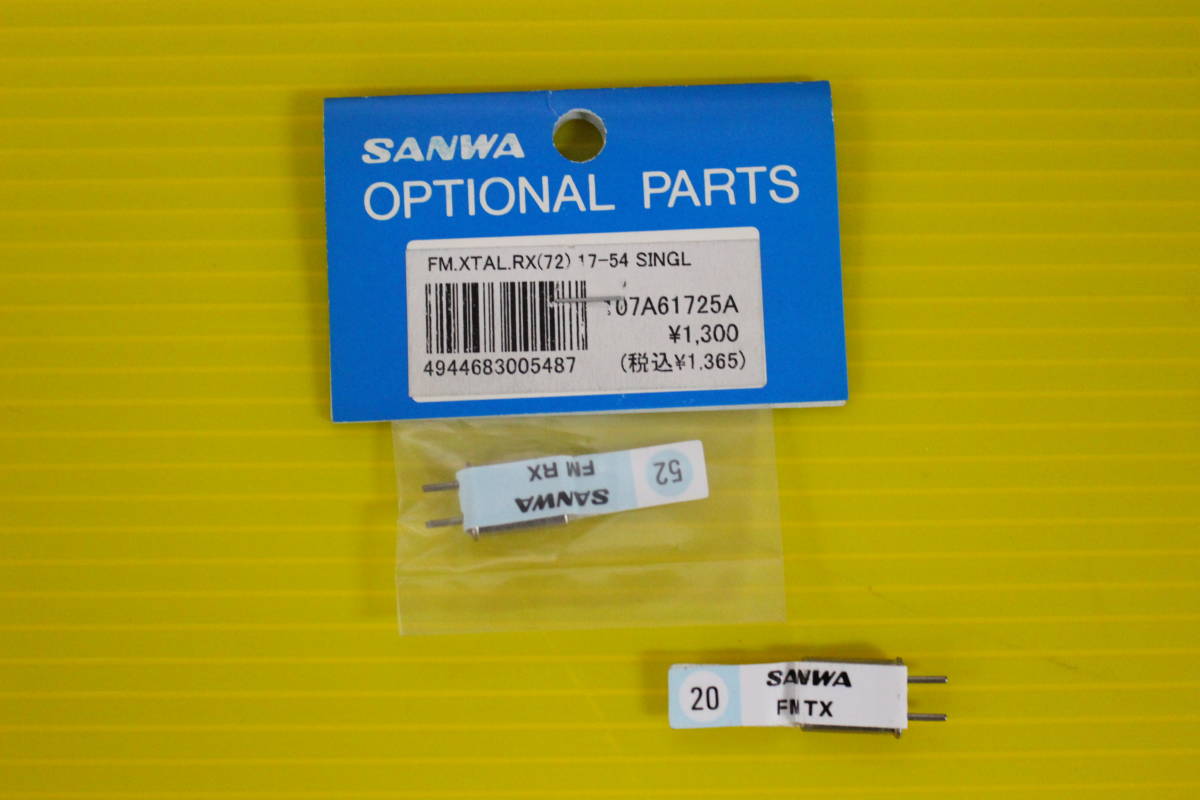 SANWA
OPTIONAL PARTS
FM.XTAL.RX(72) 17-54 SINGL
107A61725A
¥1,300
4944683005487
(税込¥1,365)
52
FM RX
SANWA
20
SANWA
FM TX